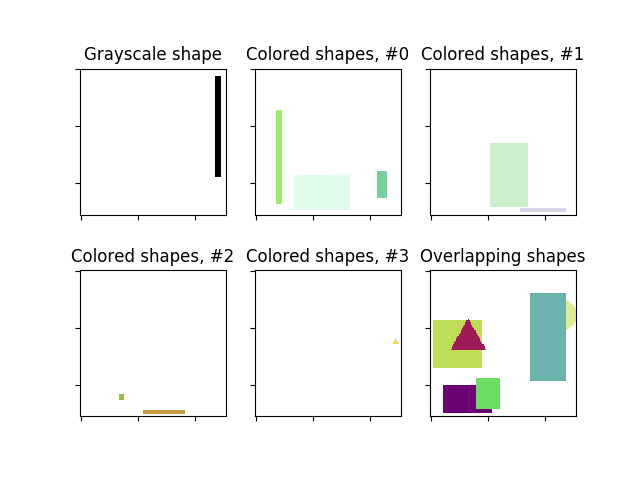 Grayscale shape
Colored shapes, #0
Colored shapes, #1
Colored shapes, #2
Colored shapes, #3
Overlapping shapes